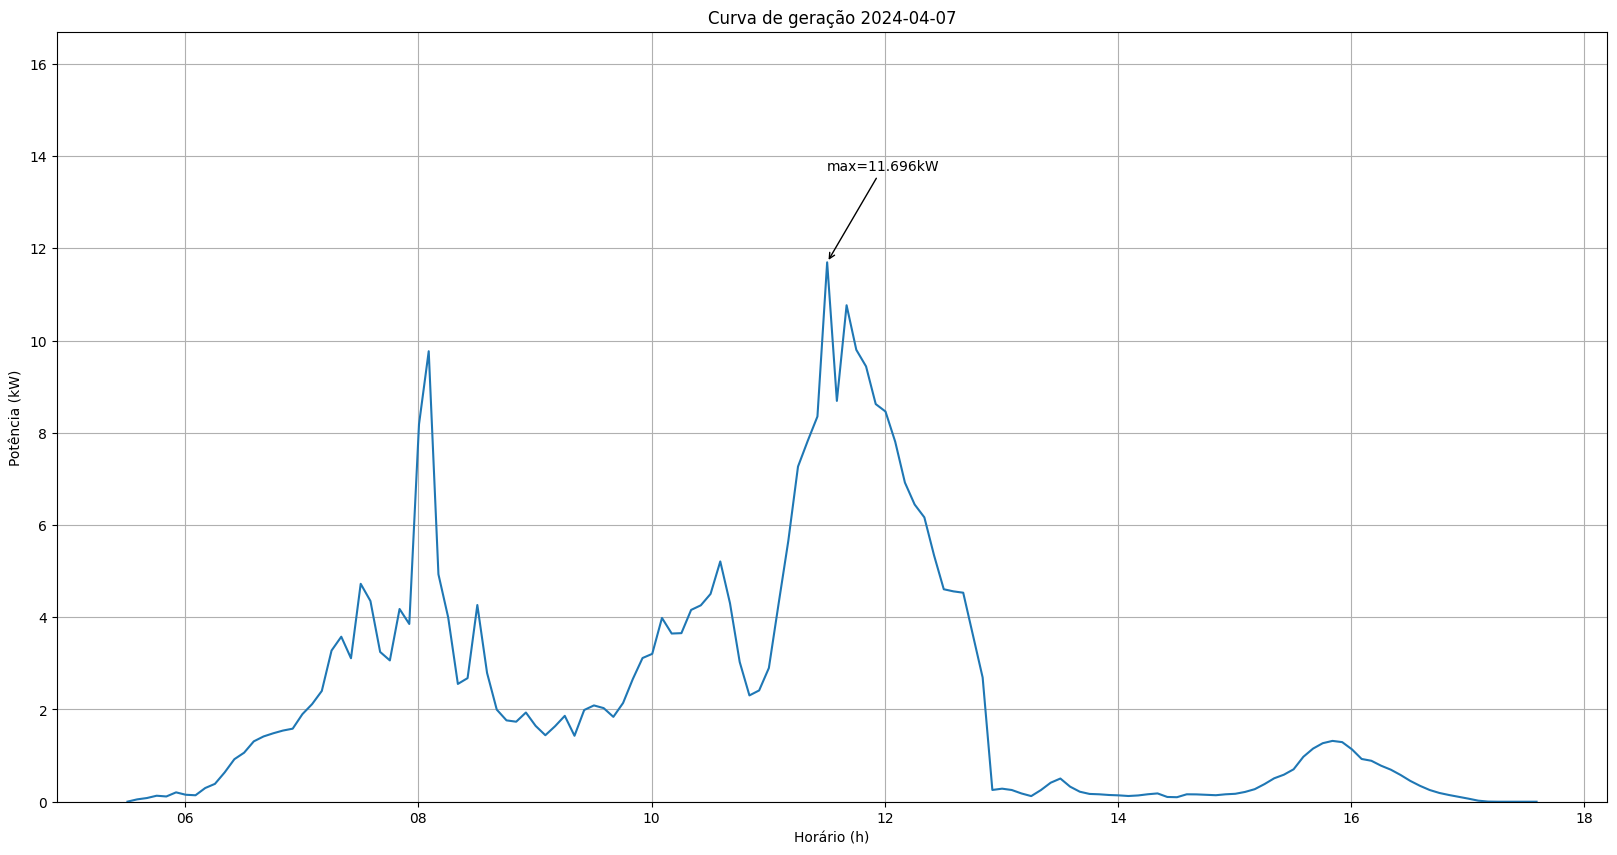 Curva de geração 2024-04-07
16
14
max=11.696kW
12
10
8
6
4
2
0
Potência (kW)
06 08 10 12 14 16 18
Horário (h)